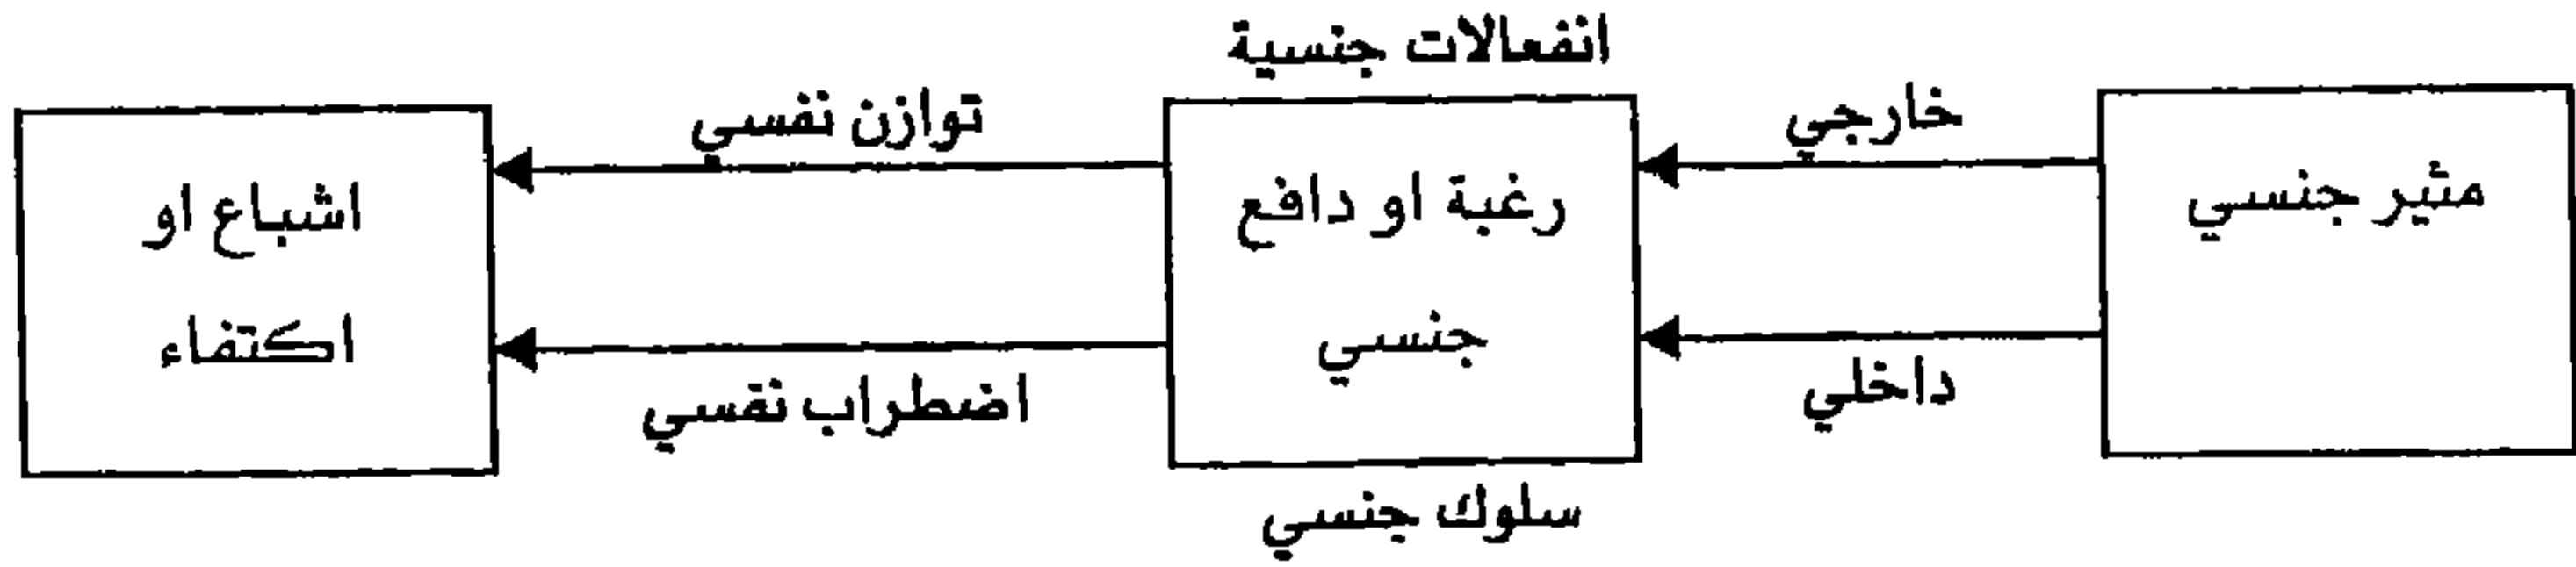 انفعالات جنسية
مثير جنسي
خارجي
داخلي
رغبة او دافع
جنسي
سلوك جنسي
توازن نفسي
اضطراب نفسي
اشباع او
اكتفاء